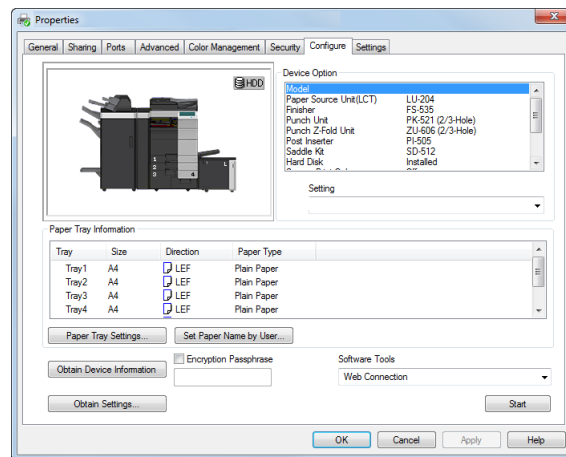 Properties
General Sharing Ports Advanced Color Management Security Configure Settings
HDD
1
2
3
4
L
Device Option
Model
Paper Source Unit(LCT) LU-204
Finisher FS-535
Punch Unit PK-521 (2/3-Hole)
Punch Z-Fold Unit ZU-606 (2/3-Hole)
Post Inserter PI-505
Saddle Kit SD-512
Hard Disk Installed
Setting
Paper Tray Information
Tray Size Direction Paper Type
Tray1 A4 LEF Plain Paper
Tray2 A4 LEF Plain Paper
Tray3 A4 LEF Plain Paper
Tray4 A4 LEF Plain Paper
Paper Tray Settings... Set Paper Name by User...
Obtain Device Information Encryption Passphrase
Software Tools
Web Connection
Obtain Settings... Start
OK Cancel Apply Help